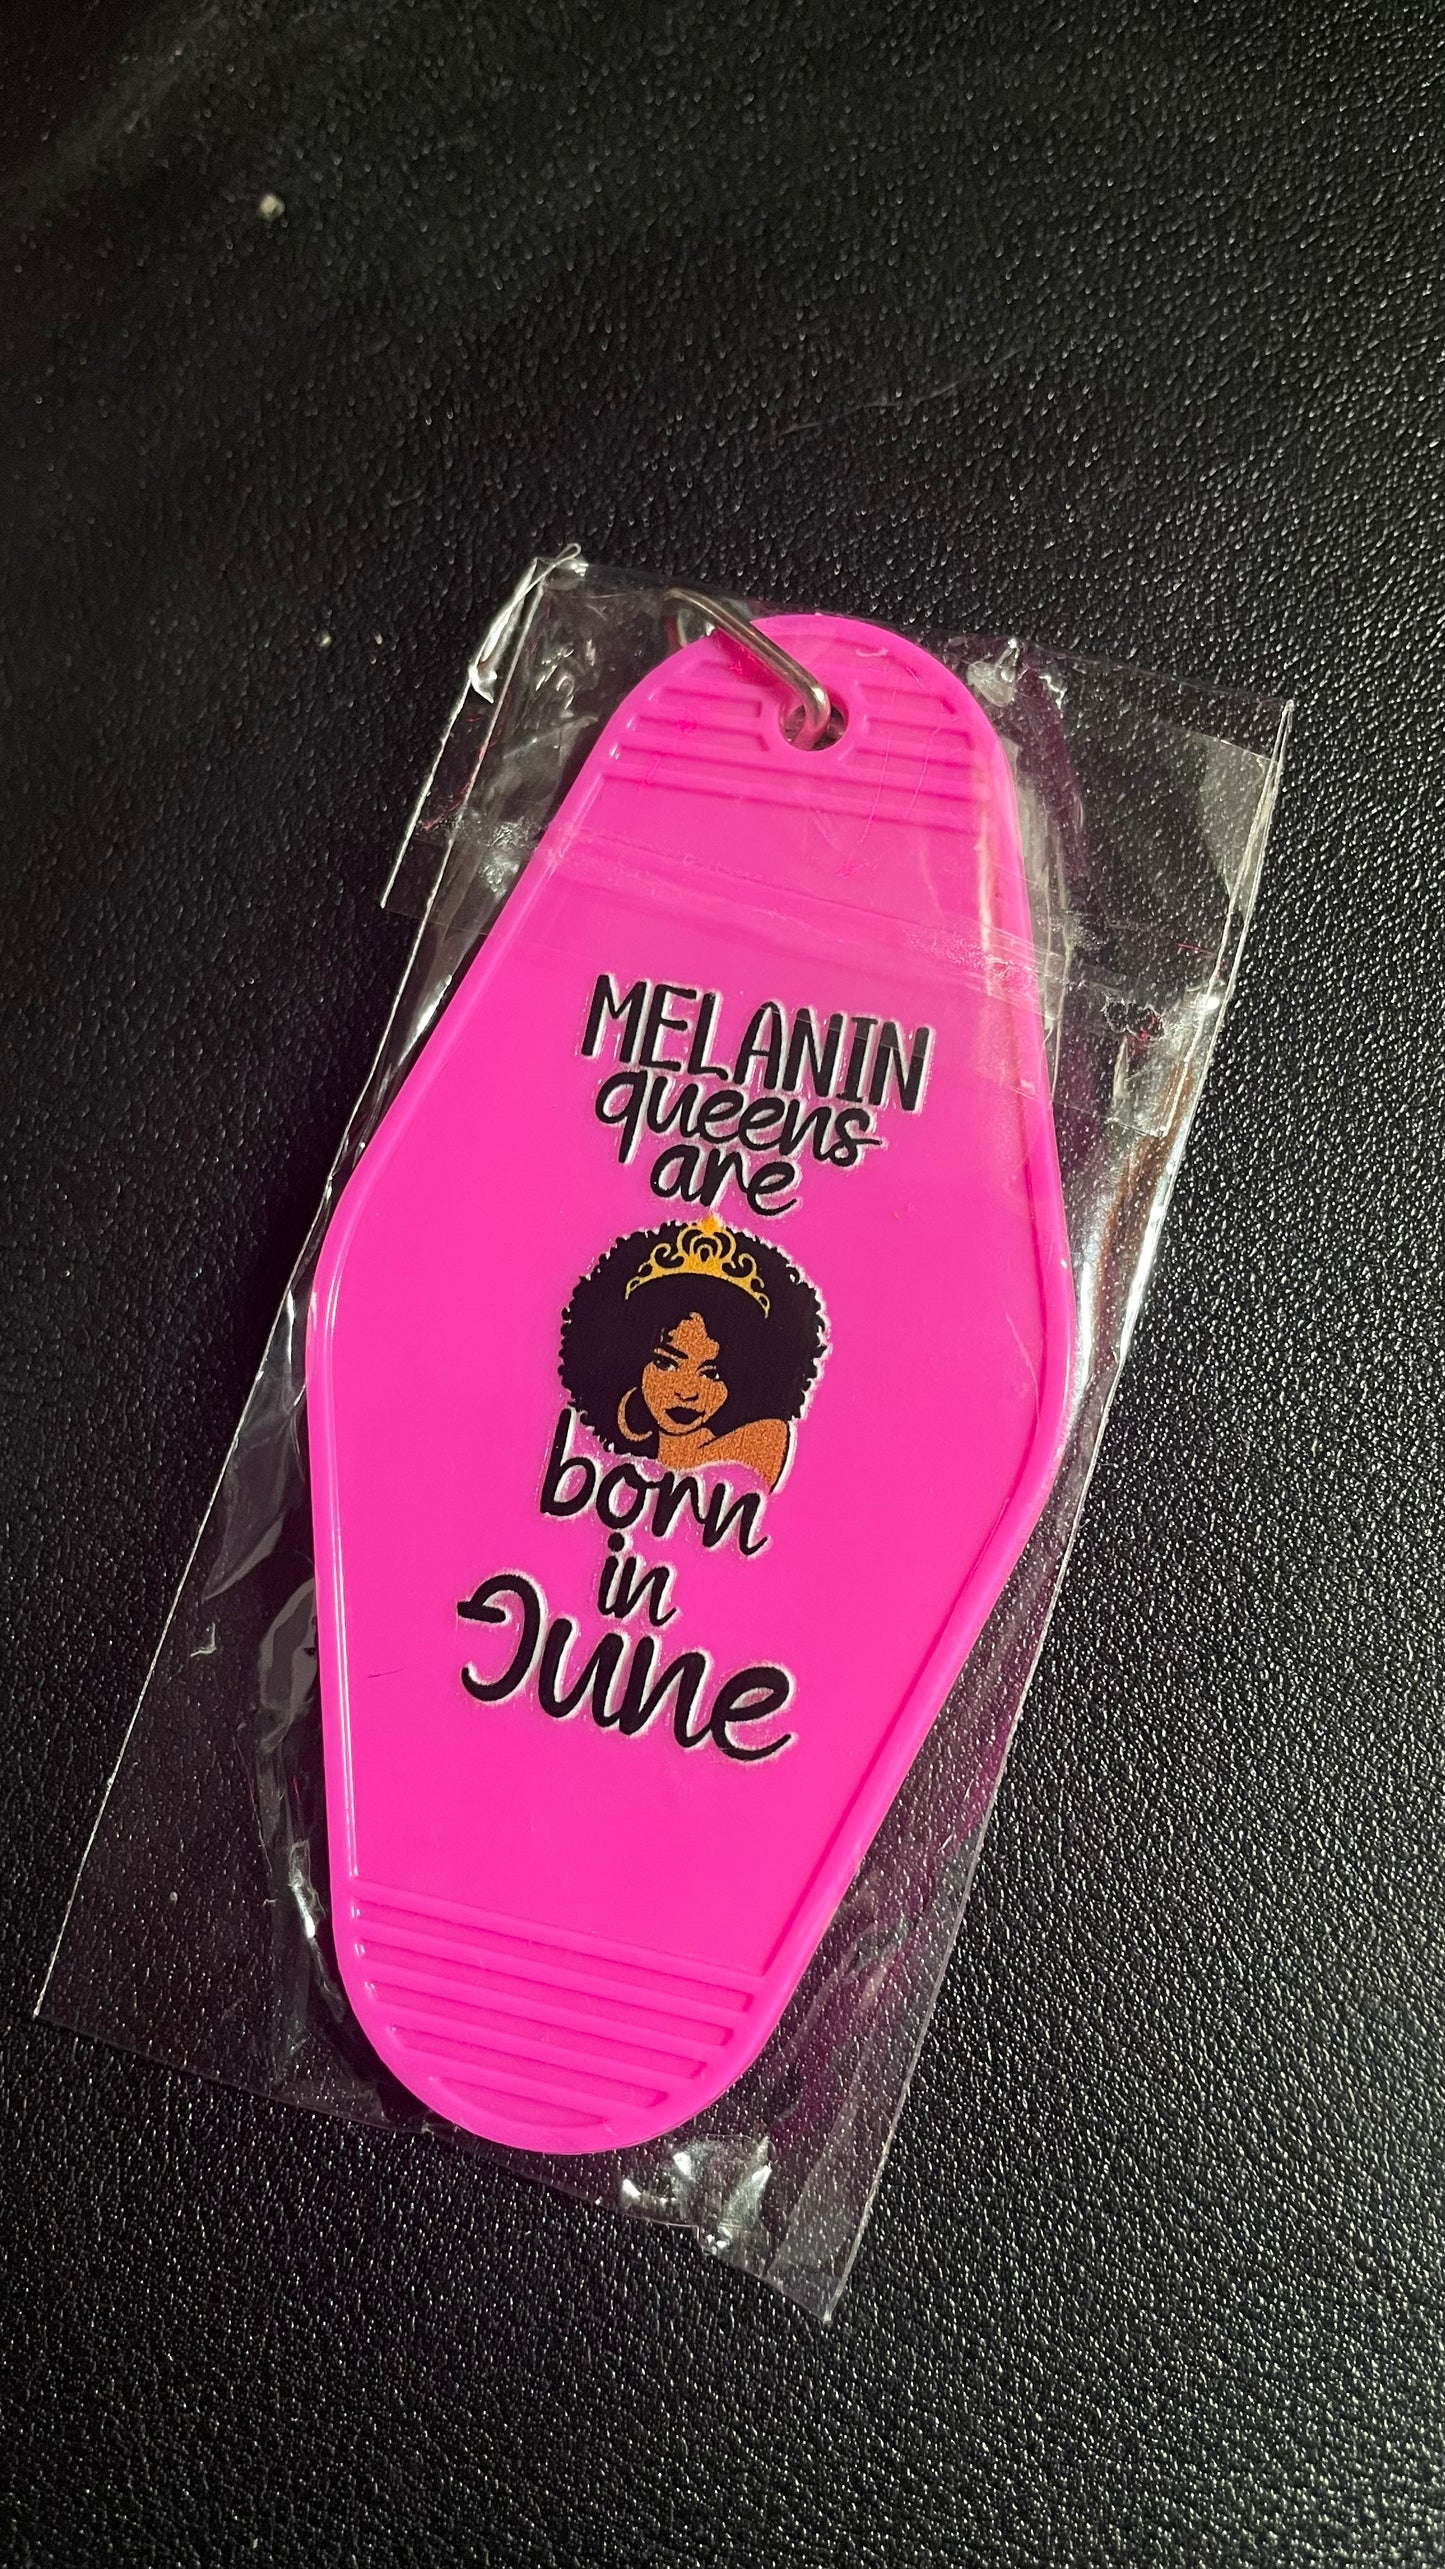 MELANIN
queens
are
born
in
June